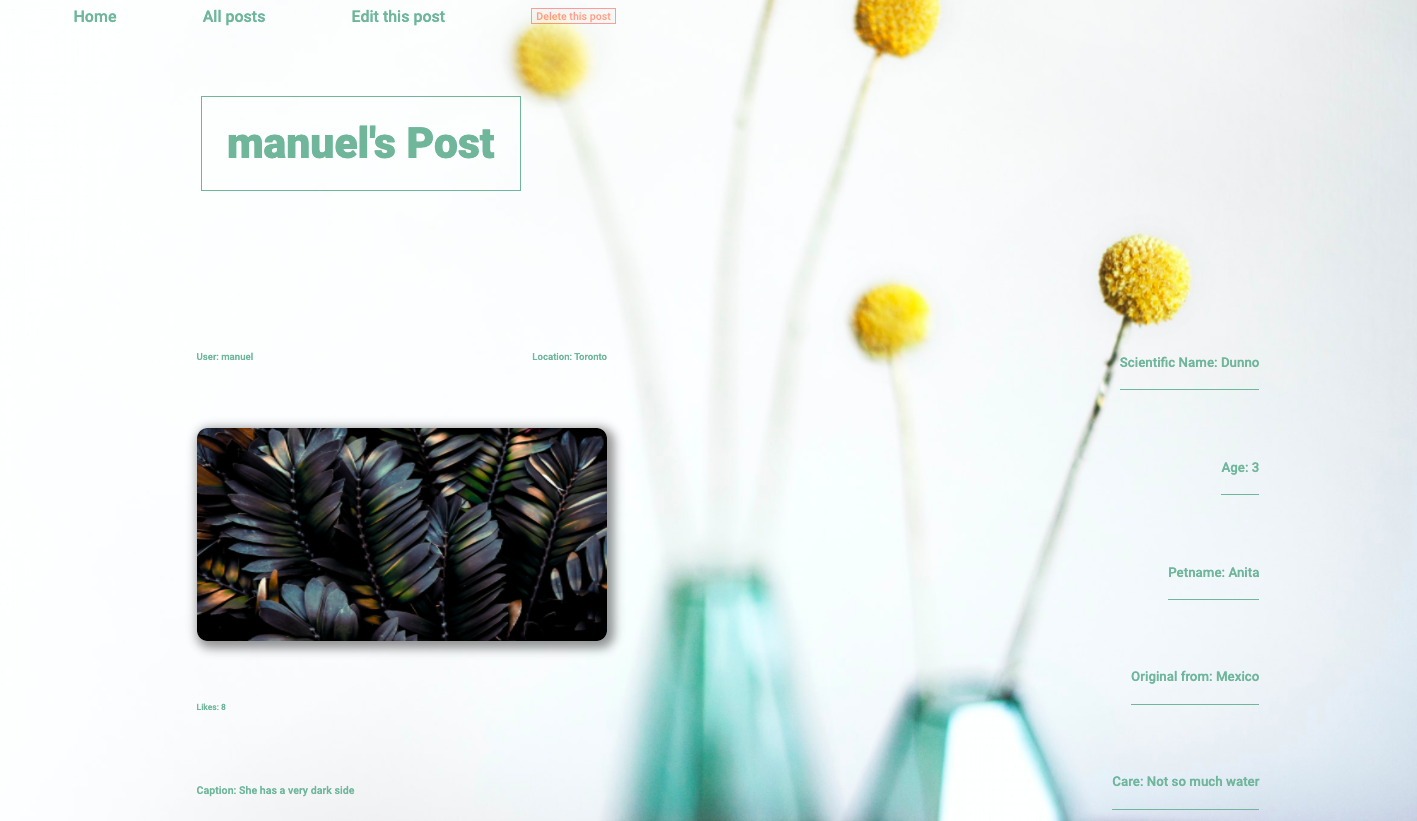 Home
All posts
Edit this post
Delete this post
manuel's Post
User: manuel
Location: Toronto
Likes: 8
Caption: She has a very dark side
Scientific Name: Dunno
Age: 3
Petname: Anita
Original from: Mexico
Care: Not so much water